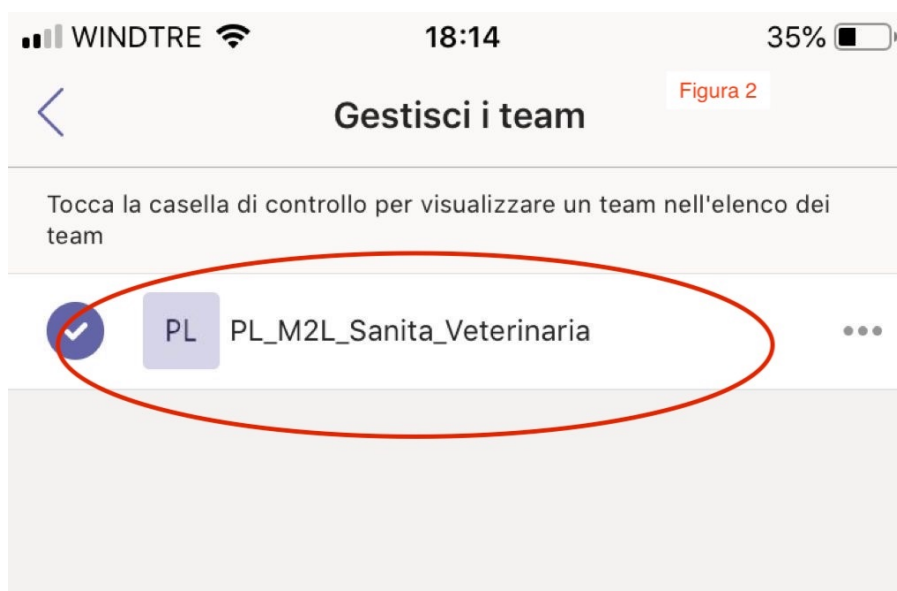 WINDTRE 18:14 35%
Figura 2
Gestisci i team
Tocca la casella di controllo per visualizzare un team nell'elenco dei
team
PL PL_M2L_Sanita_Veterinaria